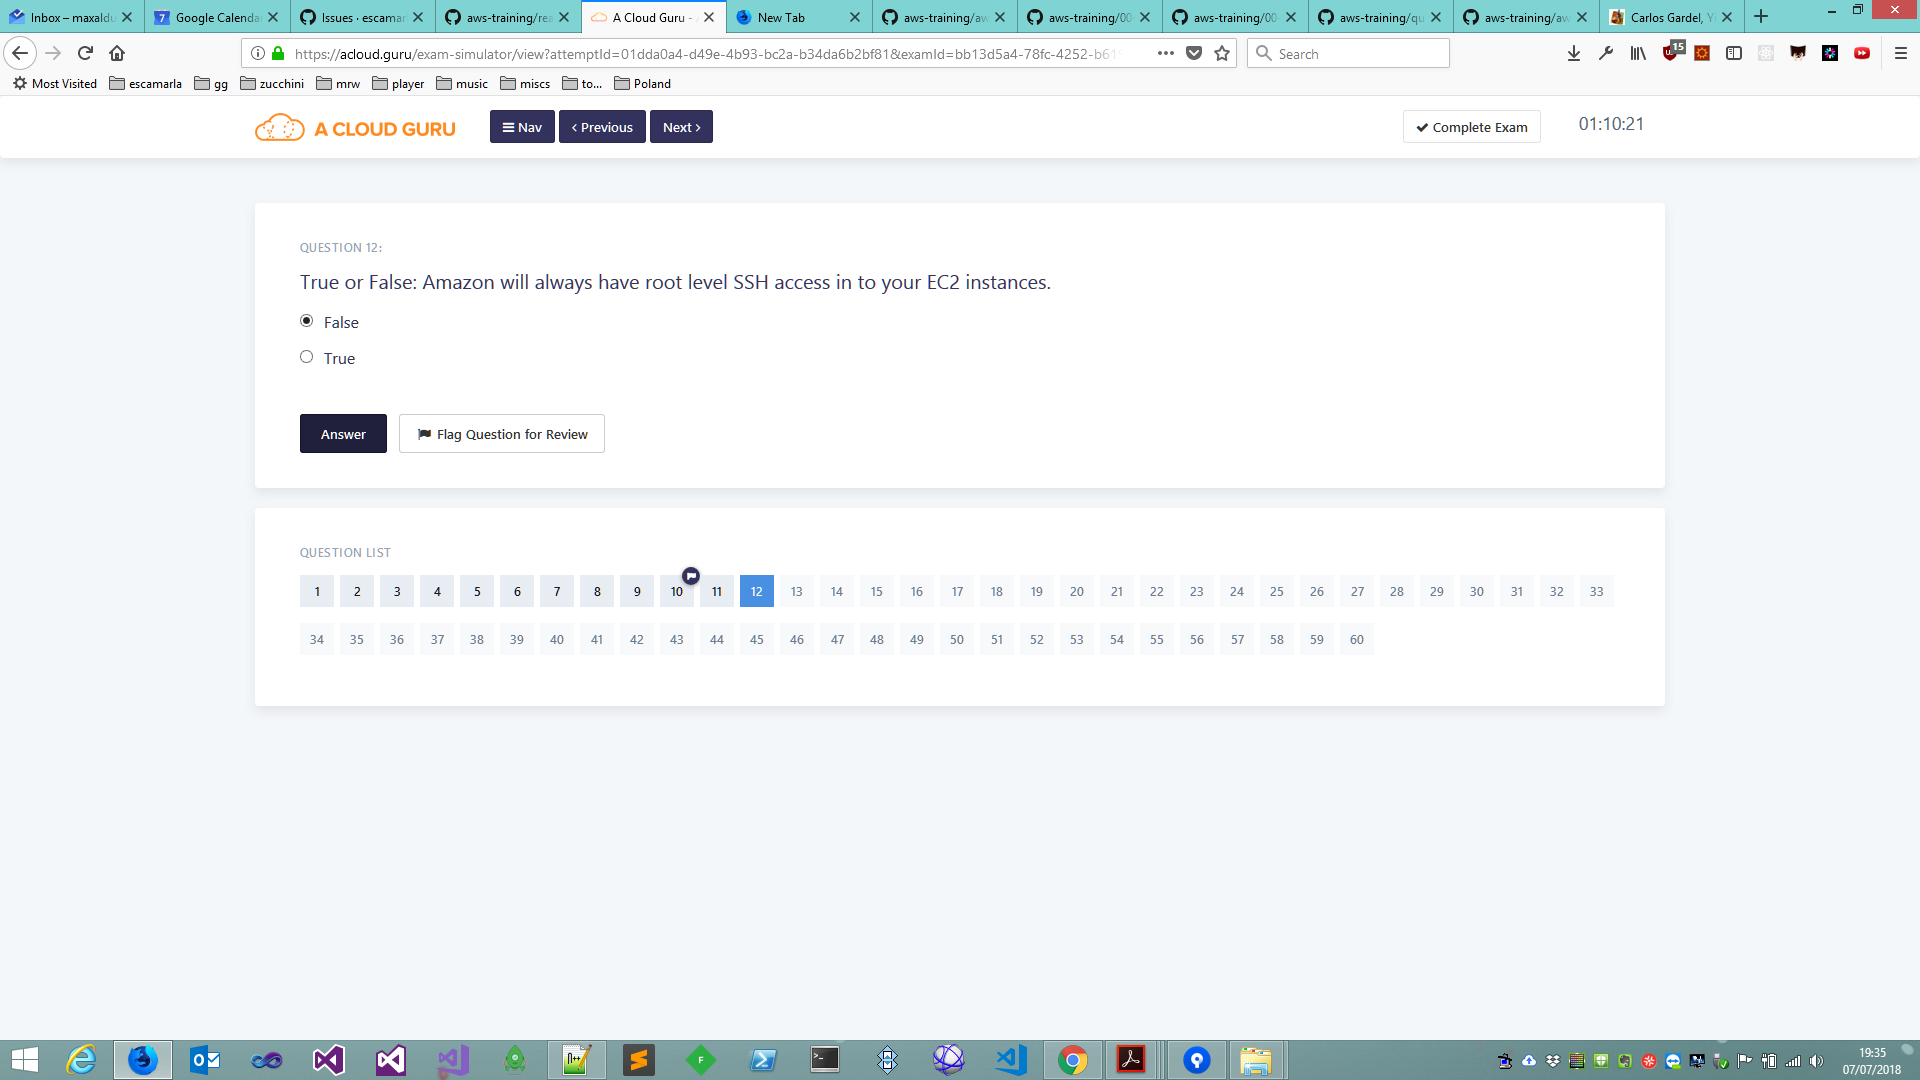 Inbox – maxaldu
Google Calenda
Issues · escamar
aws-training/rea
A Cloud Guru - A
New Tab
aws-training/aw
aws-training/00
aws-training/00
aws-training/qu
aws-training/aw
Carlos Gardel, Yi
https://acloud.guru/exam-simulator/view?attemptId=01dda0a4-d49e-4b93-bc2a-b34da6b2bf81&examId=bb13d5a4-78fc-4252-b61
Search
15
Most Visited escamarla gg zucchini mrw player music miscs to... Poland
A CLOUD GURU
Nav
Previous
Next
Complete Exam
01:10:21
QUESTION 12:
True or False: Amazon will always have root level SSH access in to your EC2 instances.
False
True
Answer
Flag Question for Review
QUESTION LIST
1 2 3 4 5 6 7 8 9 10 11 12 13 14 15 16 17 18 19 20 21 22 23 24 25 26 27 28 29 30 31 32 33
34 35 36 37 38 39 40 41 42 43 44 45 46 47 48 49 50 51 52 53 54 55 56 57 58 59 60
19:35
07/07/2018